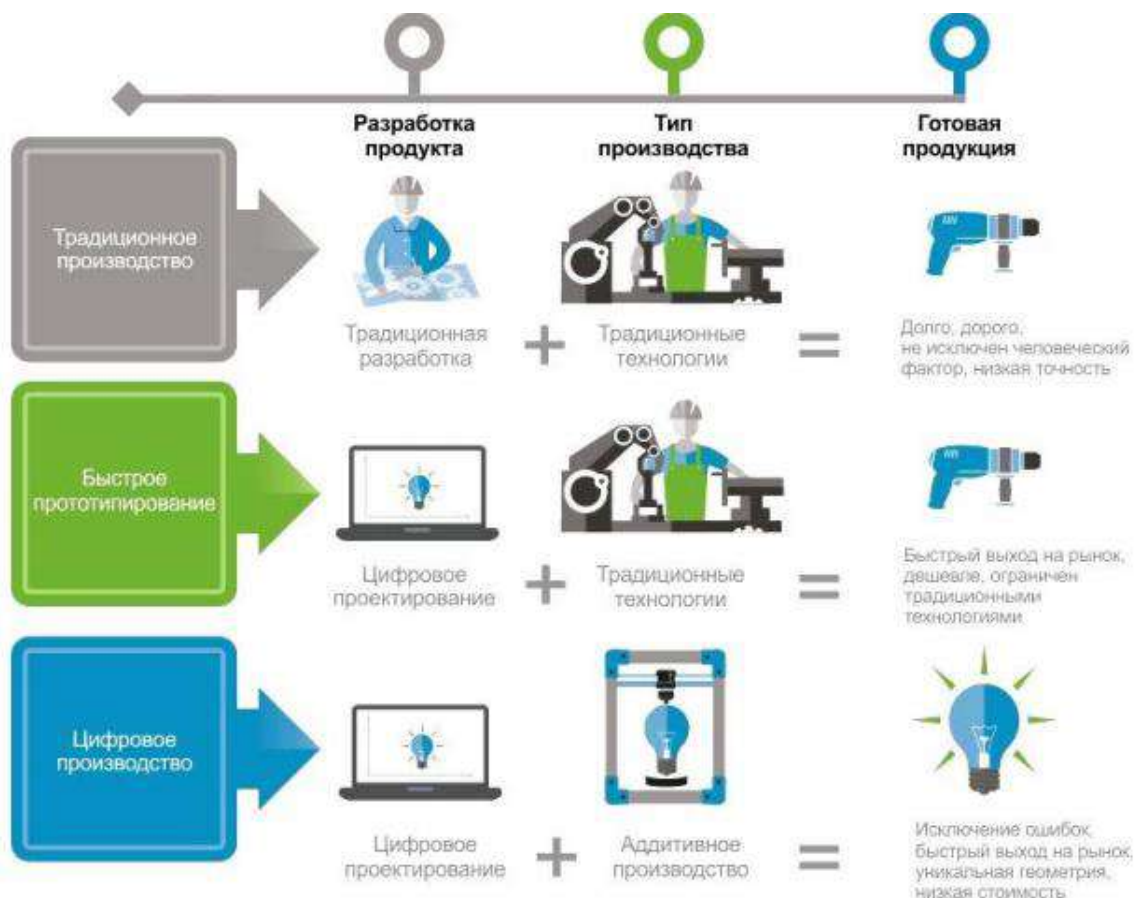 Разработка
продукта
Тип
производства
Готовая
продукция
Традиционное
производство
Традиционная
разработка
+
Традиционные
технологии
=
Долго, дорого,
не исключен человеческий
фактор, низкая точность
Быстрое
прототипирование
Цифровое
проектирование
+
Традиционные
технологии
=
Быстрый выход на рынок,
дешевле, ограничен
традиционными
технологиями
Цифровое
производство
Цифровое
проектирование
+
Аддитивное
производство
=
Исключение ошибок,
быстрый выход на рынок,
уникальная геометрия,
низкая стоимость